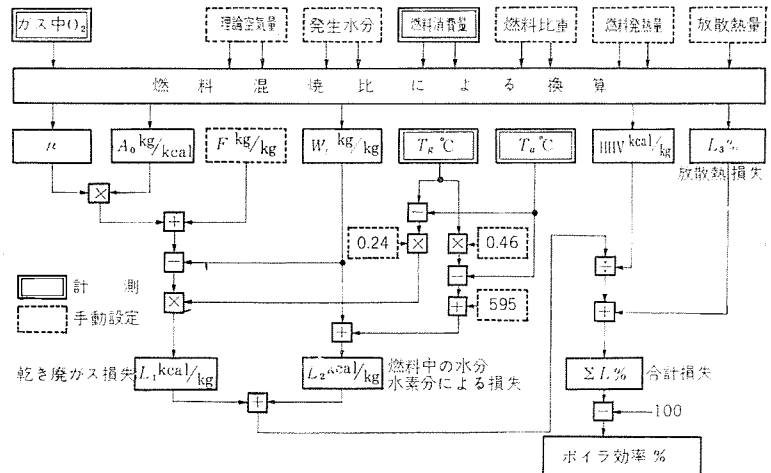 ガス中O₂ 理論空気量 発生水分 燃料消費量 燃料比重 燃料発熱量 放散熱量
燃料混焼比による換算
μ A₀ kg/kcal F kg/kg W, kg/kg Tg ℃ Ta ℃ HHV kcal/kg L₃%
放散熱損失
×
+ −
0.24 × × 0.46
− − ÷
計測 × + 595 +
手動設定
+
乾き廃ガス損失 L₁ kcal/kg L₂ kcal/kg 燃料中の水分 ΣL% 合計損失
水素分による損失
+ − 100
ボイラ効率%